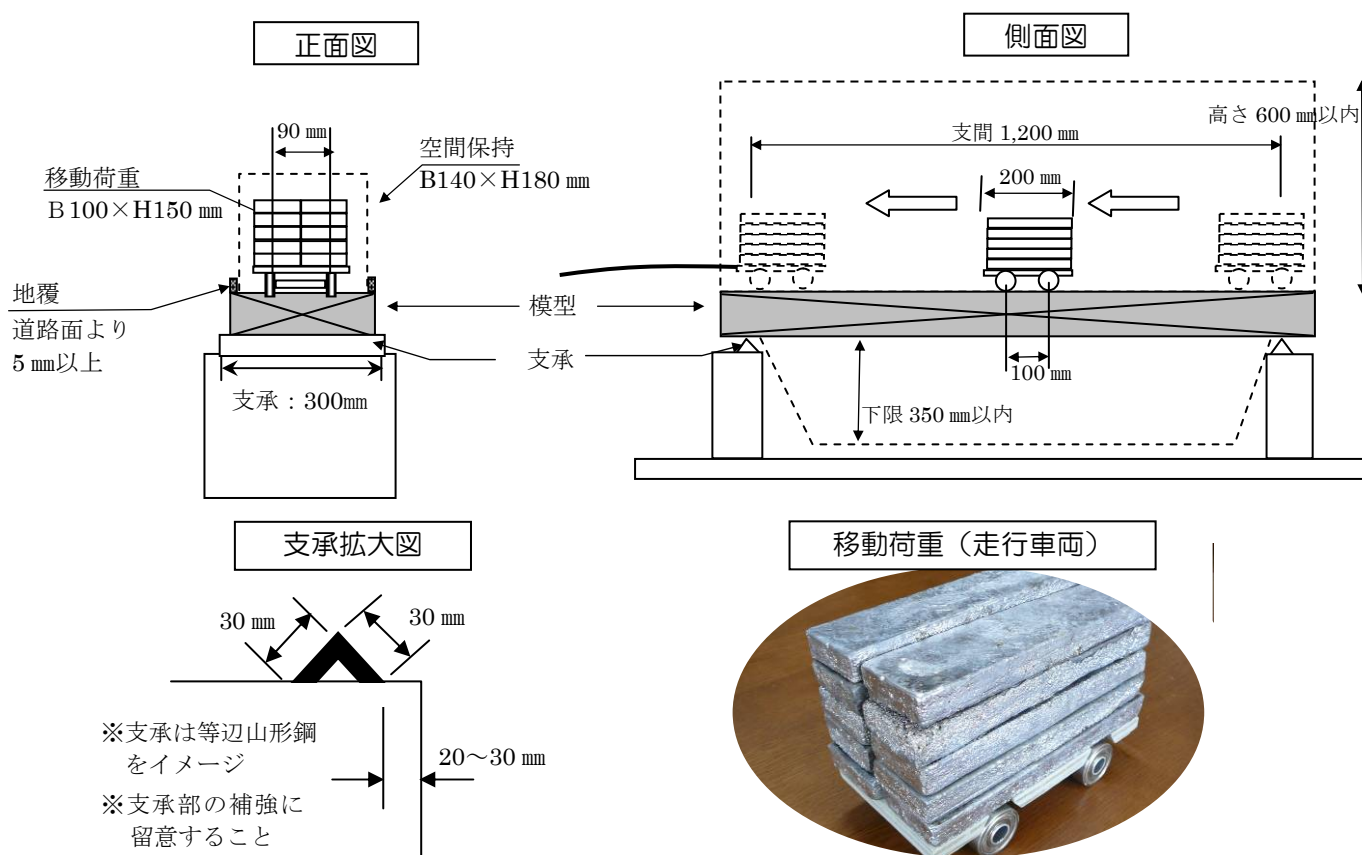 正面図
90 ㎜
空間保持
B140×H180 ㎜
移動荷重
B100×H150 ㎜
地覆
道路面より
5 ㎜以上
支承：300㎜
模型
支承
側面図
高さ 600 ㎜以内
支間 1,200 ㎜
200 ㎜
100 ㎜
下限 350 ㎜以内
支承拡大図
30 ㎜
30 ㎜
※支承は等辺山形鋼
をイメージ
※支承部の補強に
留意すること
20～30 ㎜
移動荷重（走行車両）